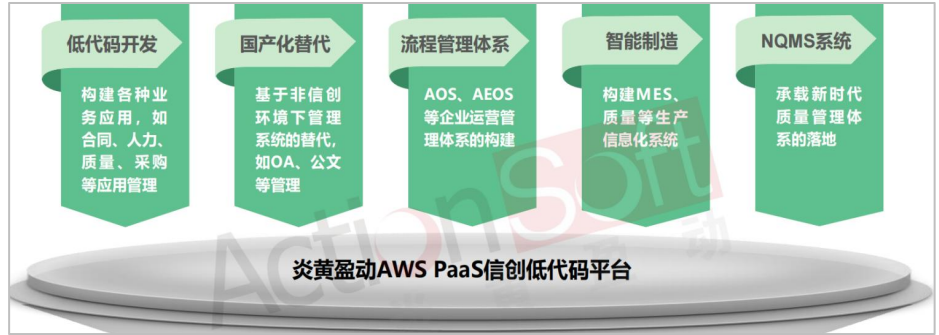 低代码开发
构建各种业
务应用，如
合同、人力、
质量、采购
等应用管理
国产化替代
基于非信创
环境下管理
系统的替代，
如OA、公文
等管理
流程管理体系
AOS、AEOS
等企业运营管
理体系的构建
智能制造
构建MES、
质量等生产
信息化系统
NQMS系统
承载新时代
质量管理体
系的落地
ActionSoft
炎黄盈动AWS PaaS信创低代码平台